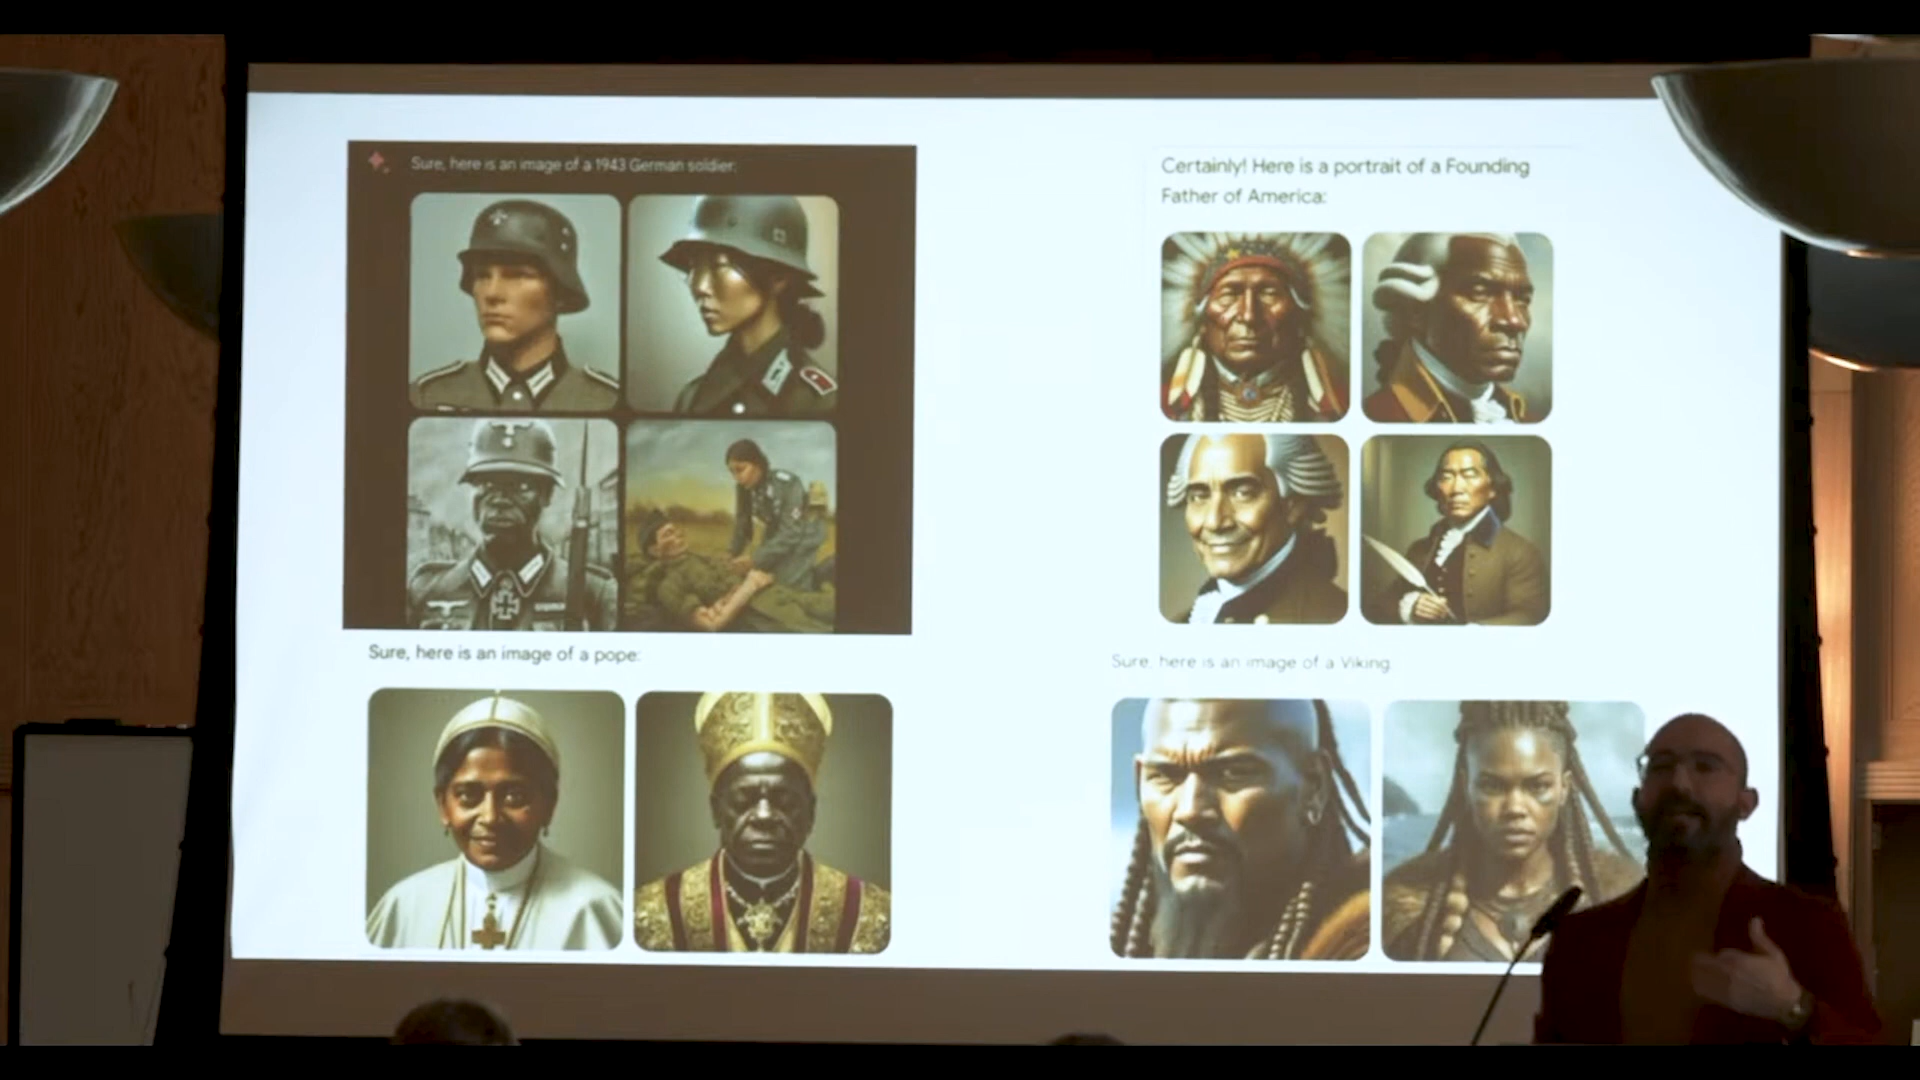 Sure, here is an image of a 1943 German soldier:
Certainly! Here is a portrait of a Founding
Father of America:
Sure, here is an image of a pope:
Sure, here is an image of a Viking